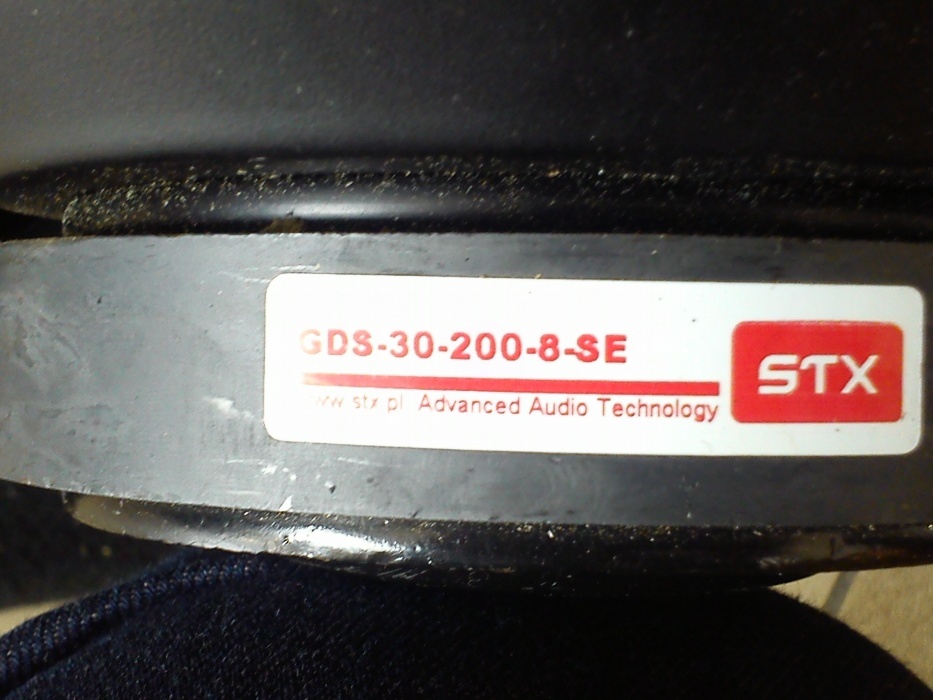 GDS-30-200-8-SE
STX
www.stx.pl Advanced Audio Technology